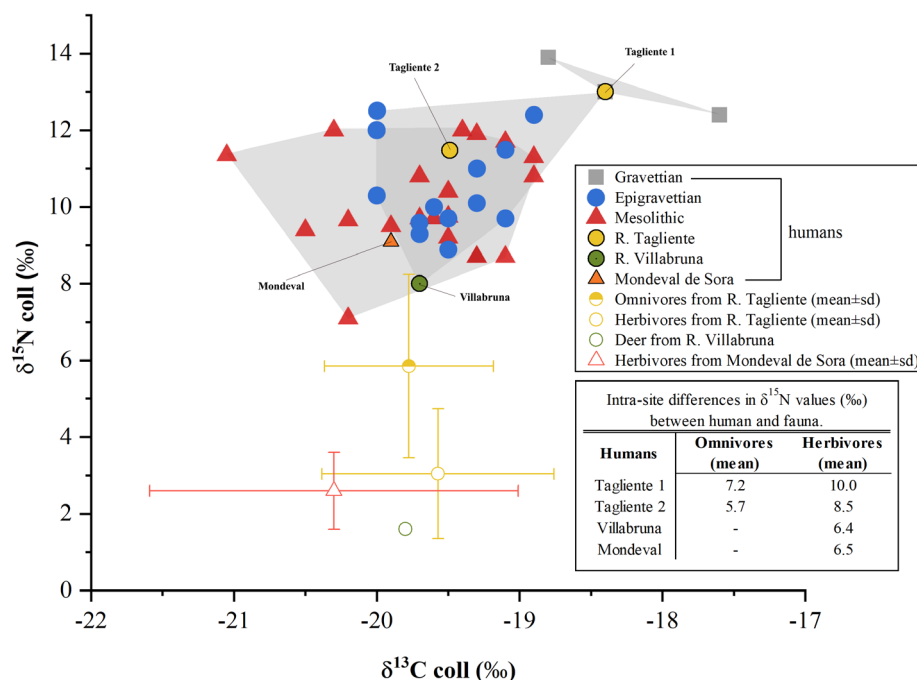 Tagliente 1
Tagliente 2
Mondeval
Villabruna
14
12
10
8
6
4
2
0
δ¹⁵N coll (‰)
-22
-21
-20
-19
-18
-17
δ¹³C coll (‰)
Gravettian
Epigravettian
Mesolithic
R. Tagliente
R. Villabruna
Mondeval de Sora
humans
Omnivores from R. Tagliente (mean±sd)
Herbivores from R. Tagliente (mean±sd)
Deer from R. Villabruna
Herbivores from Mondeval de Sora (mean±sd)
Intra-site differences in δ¹⁵N values (‰)
between human and fauna.
Humans Omnivores (mean) Herbivores (mean)
Tagliente 1 7.2 10.0
Tagliente 2 5.7 8.5
Villabruna - 6.4
Mondeval - 6.5